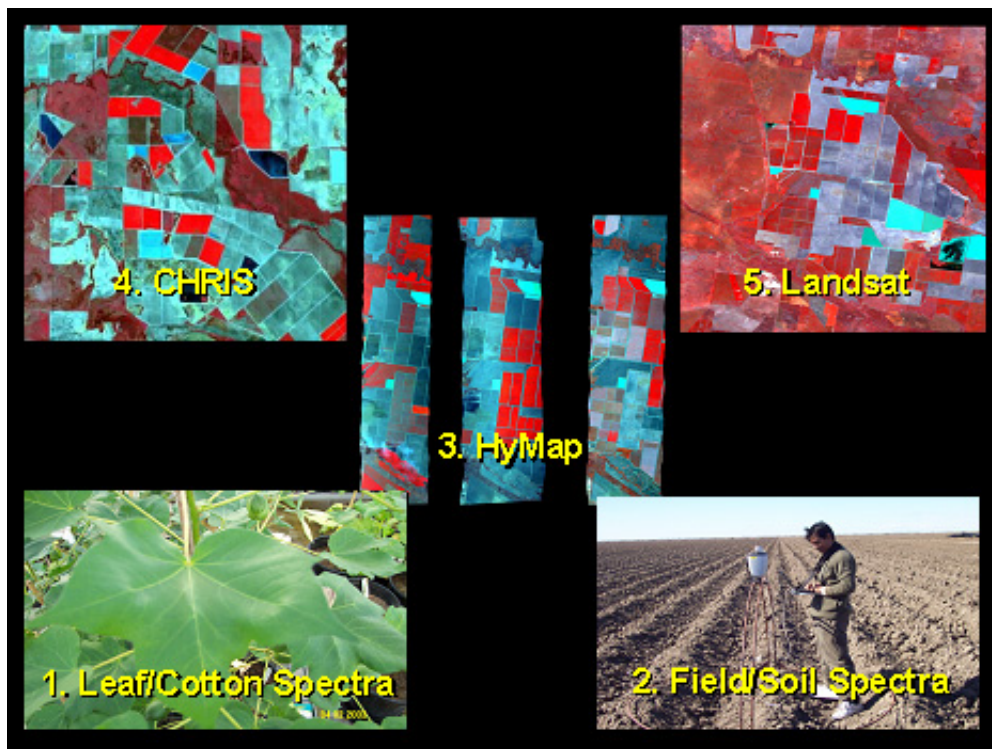 4. CHRIS
5. Landsat
3. HyMap
1. Leaf/Cotton Spectra
2. Field/Soil Spectra